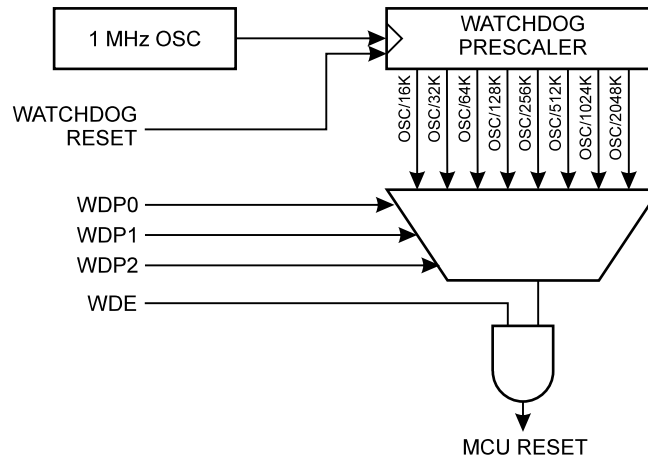 1 MHz OSC
WATCHDOG
PRESCALER
WATCHDOG
RESET
OSC/16K
OSC/32K
OSC/64K
OSC/128K
OSC/256K
OSC/512K
OSC/1024K
OSC/2048K
WDP0
WDP1
WDP2
WDE
MCU RESET